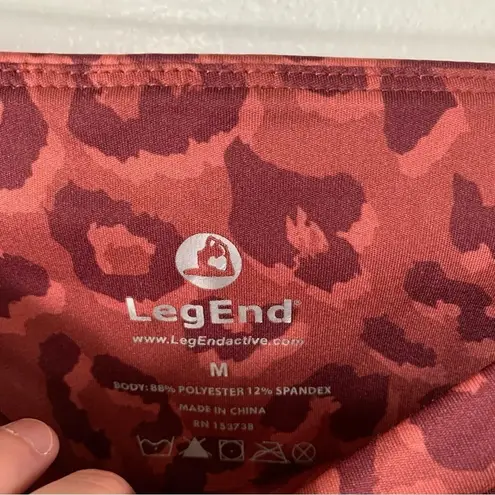 LegEnd®
www.LegEndactive.com
M
BODY: 88% POLYESTER 12% SPANDEX
MADE IN CHINA
RN 153738